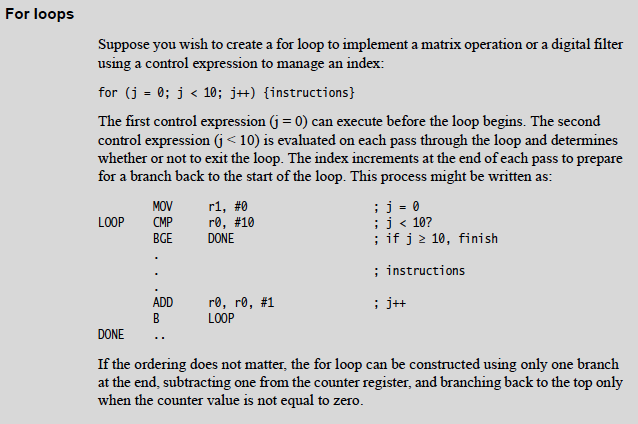 For loops
Suppose you wish to create a for loop to implement a matrix operation or a digital filter
using a control expression to manage an index:
for (j = 0; j < 10; j++) {instructions}
The first control expression (j = 0) can execute before the loop begins. The second
control expression (j < 10) is evaluated on each pass through the loop and determines
whether or not to exit the loop. The index increments at the end of each pass to prepare
for a branch back to the start of the loop. This process might be written as:
MOV r1, #0 ; j = 0
LOOP CMP r0, #10 ; j < 10?
BGE DONE ; if j ≥ 10, finish
.
. ; instructions
.
ADD r0, r0, #1 ; j++
B LOOP
DONE ..
If the ordering does not matter, the for loop can be constructed using only one branch
at the end, subtracting one from the counter register, and branching back to the top only
when the counter value is not equal to zero.